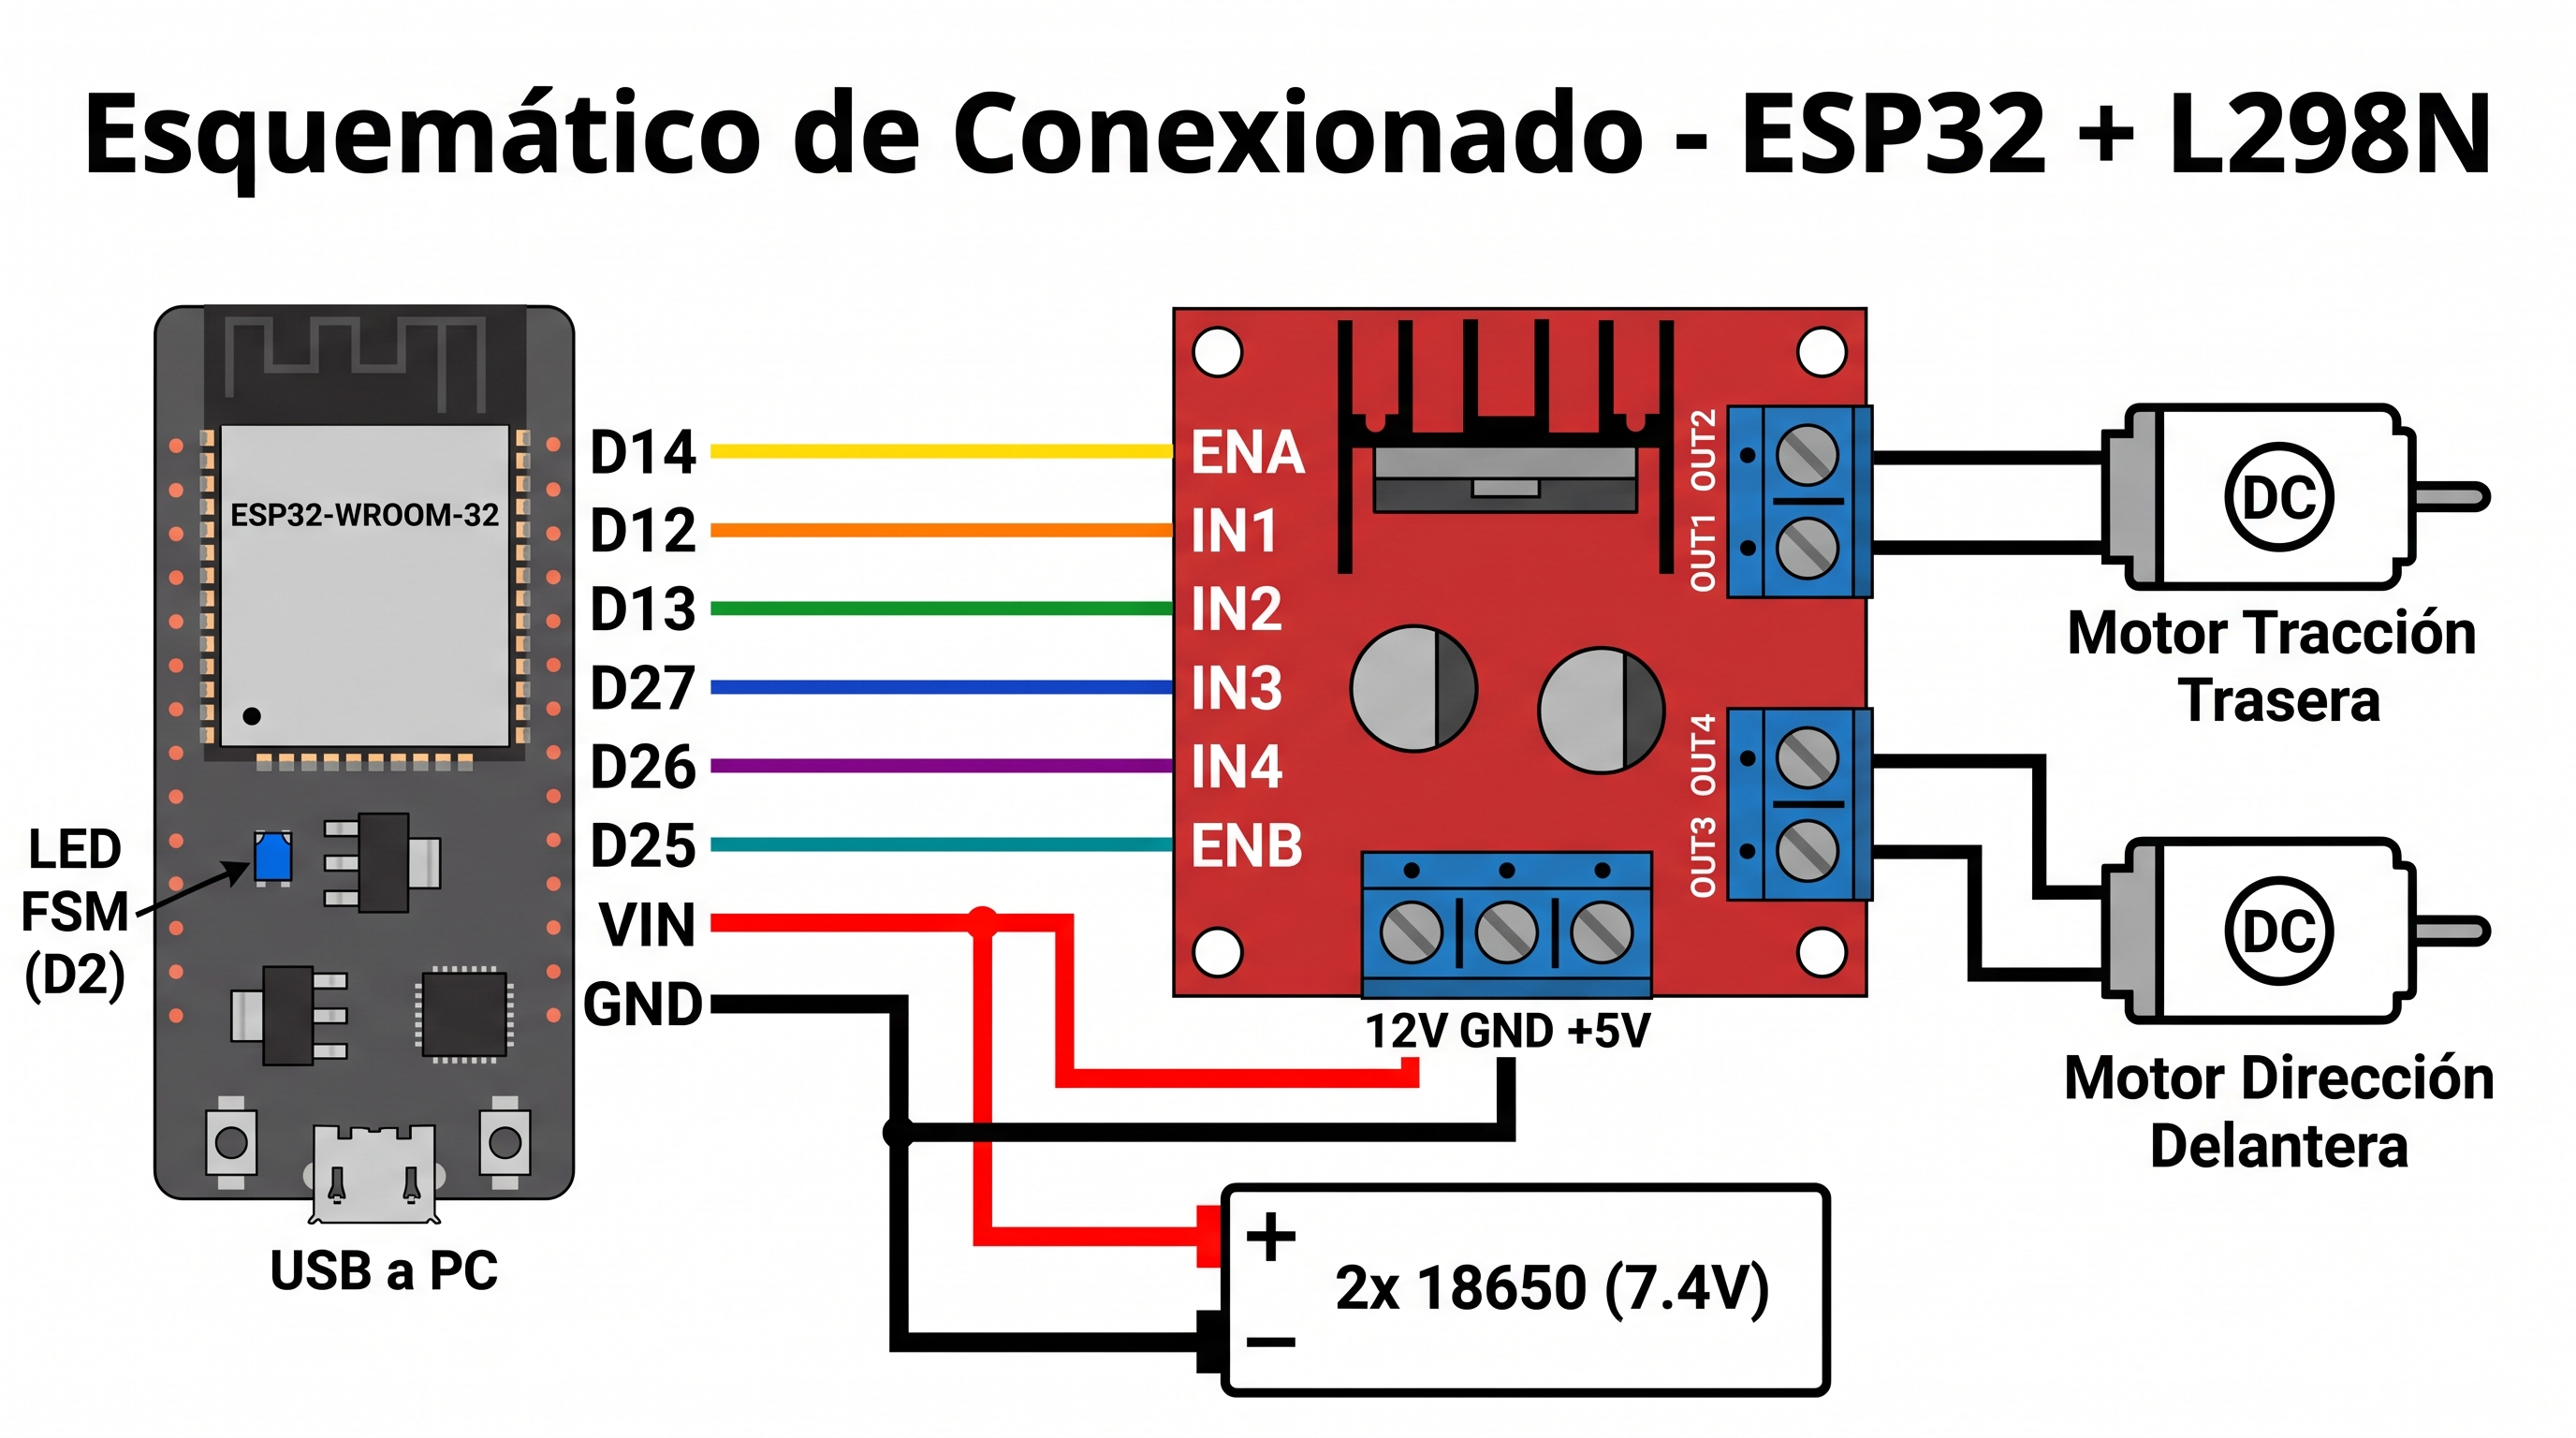 Esquemático de Conexionado - ESP32 + L298N
ESP32-WROOM-32
D14
D12
D13
D27
D26
D25
VIN
GND
LED
FSM
(D2)
USB a PC
ENA
IN1
IN2
IN3
IN4
ENB
OUT2
OUT1
OUT4
OUT3
12V GND +5V
DC
Motor Tracción
Trasera
DC
Motor Dirección
Delantera
+
2x 18650 (7.4V)
−